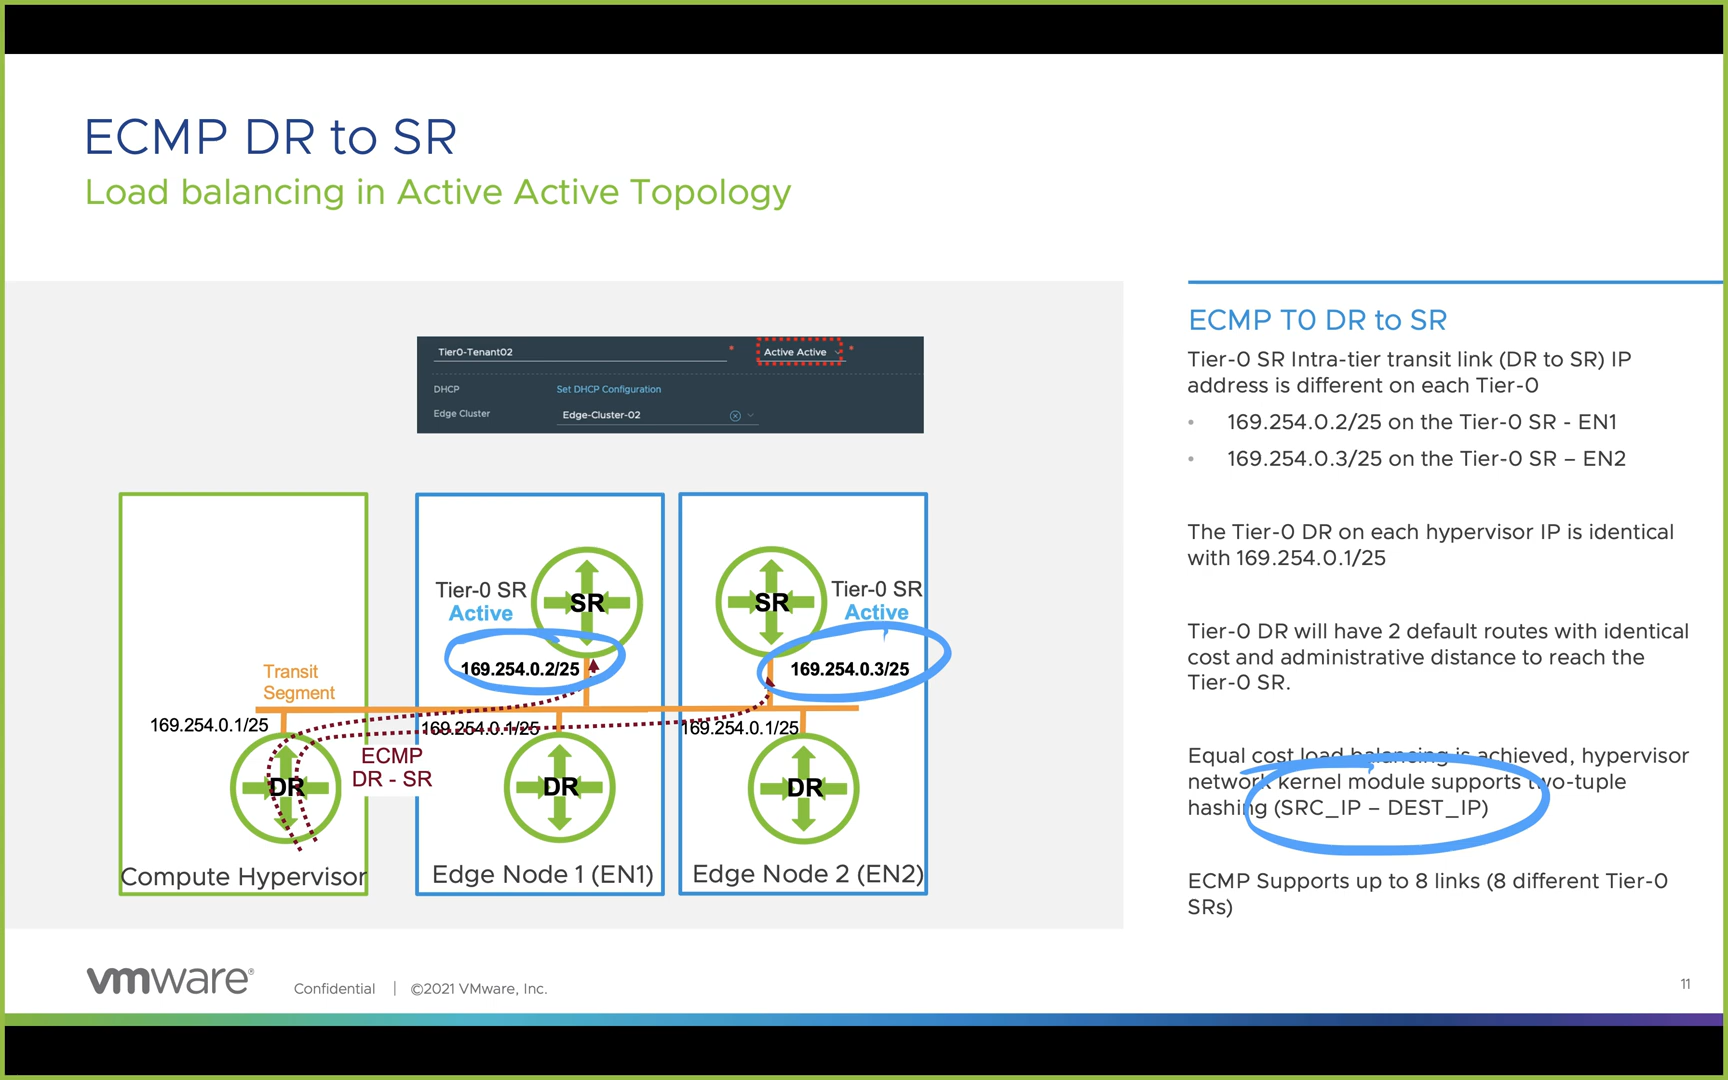 ECMP DR to SR
Load balancing in Active Active Topology
Tier0-Tenant02 * Active Active *
DHCP Set DHCP Configuration
Edge Cluster Edge-Cluster-02
Tier-0 SR
Active
SR
169.254.0.2/25
SR
Tier-0 SR
Active
169.254.0.3/25
Transit
Segment
169.254.0.1/25
169.254.0.1/25
169.254.0.1/25
ECMP
DR - SR
DR
DR
DR
Compute Hypervisor
Edge Node 1 (EN1)
Edge Node 2 (EN2)
ECMP T0 DR to SR
Tier-0 SR Intra-tier transit link (DR to SR) IP
address is different on each Tier-0
• 169.254.0.2/25 on the Tier-0 SR - EN1
• 169.254.0.3/25 on the Tier-0 SR – EN2
The Tier-0 DR on each hypervisor IP is identical
with 169.254.0.1/25
Tier-0 DR will have 2 default routes with identical
cost and administrative distance to reach the
Tier-0 SR.
Equal cost load balancing is achieved, hypervisor
network kernel module supports two-tuple
hashing (SRC_IP – DEST_IP)
ECMP Supports up to 8 links (8 different Tier-0
SRs)
vmware®
Confidential | ©2021 VMware, Inc.
11